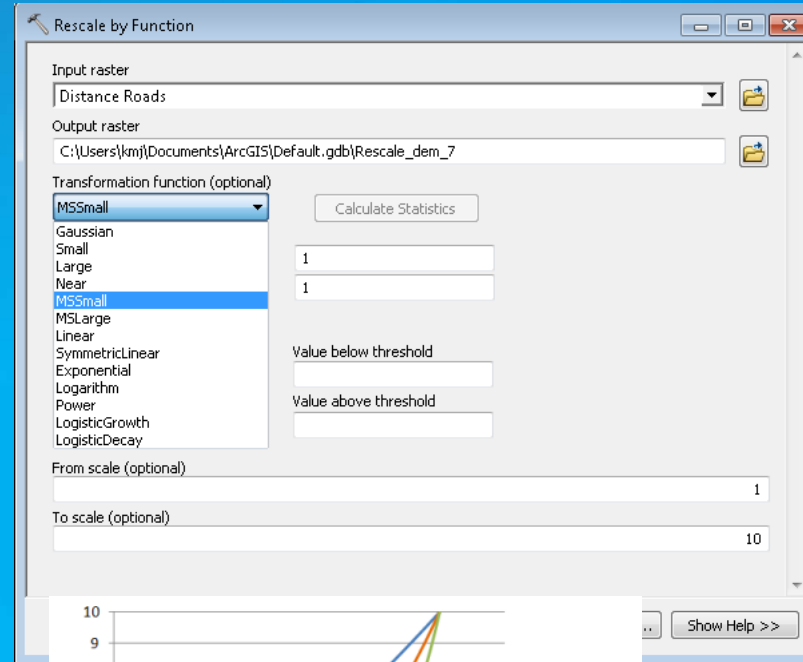 Rescale by Function
Input raster
Distance Roads
Output raster
C:\Users\kmj\Documents\ArcGIS\Default.gdb\Rescale_dem_7
Transformation function (optional)
MSSmall
Calculate Statistics
Gaussian
Small
Large
Near
MSSmall
MSLarge
Linear
SymmetricLinear
Exponential
Logarithm
Power
LogisticGrowth
LogisticDecay
1
1
Value below threshold
Value above threshold
From scale (optional)
1
To scale (optional)
10
10
9
..
Show Help >>